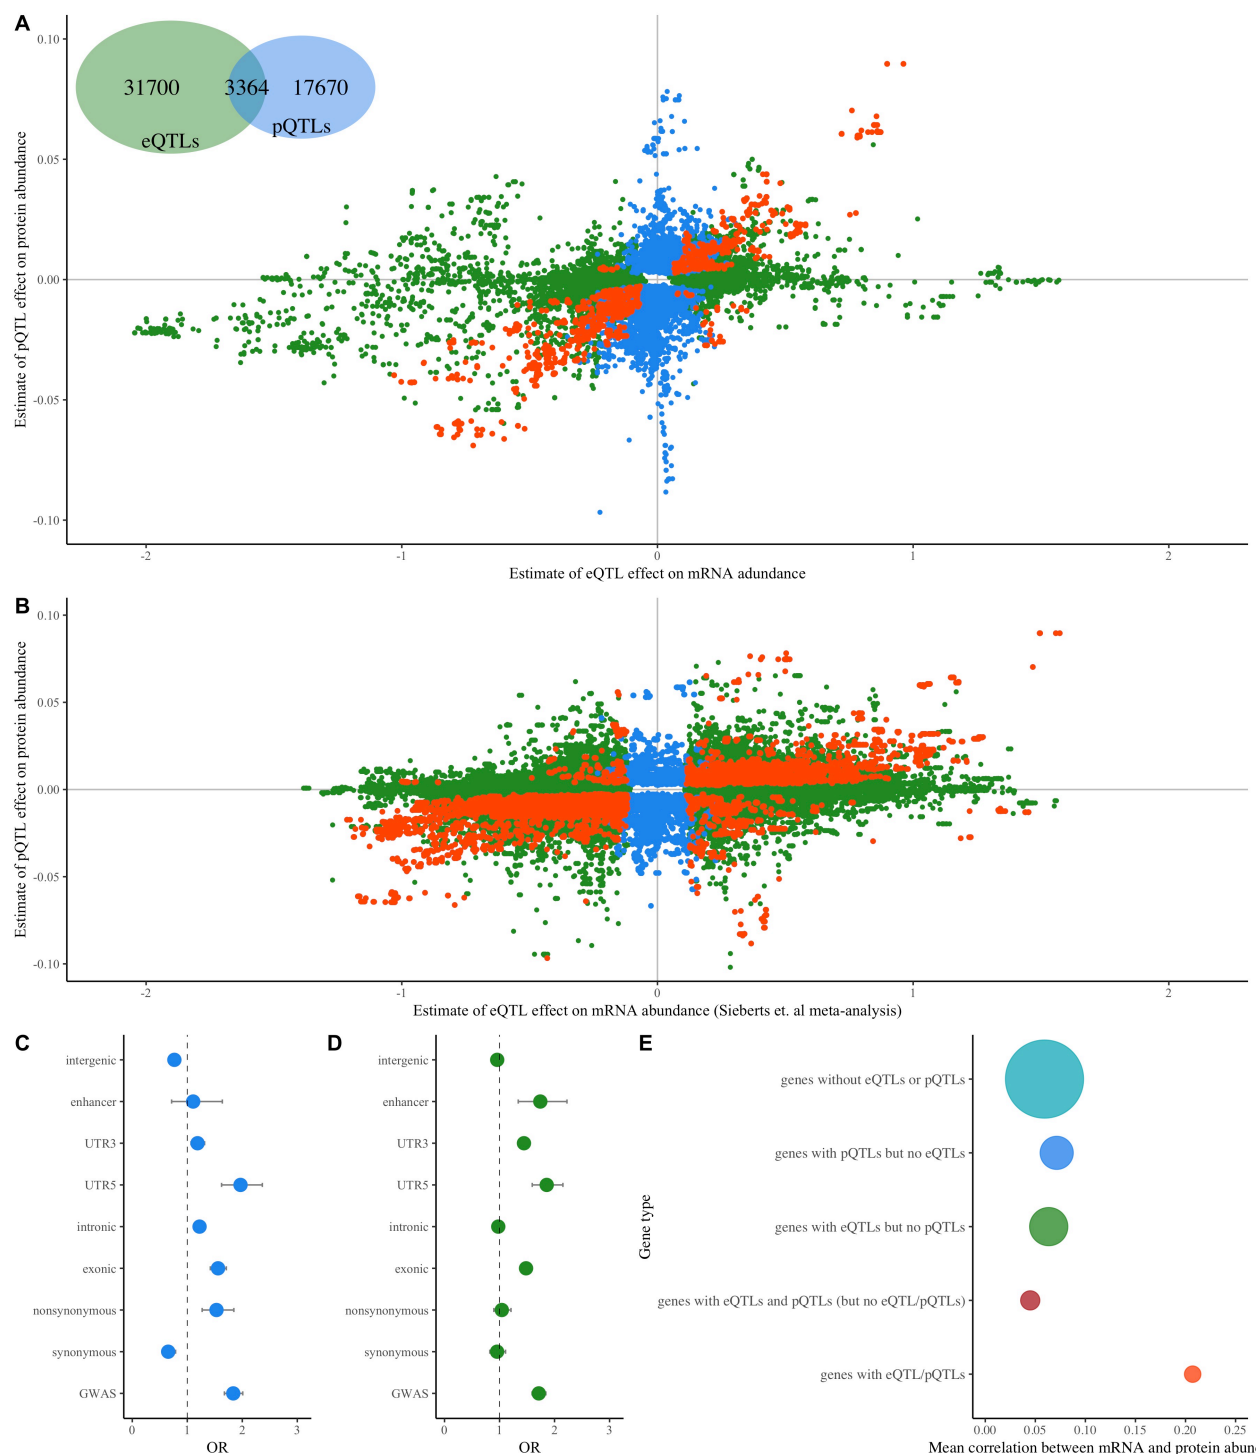 A
31700
3364
17670
eQTLs
pQTLs
Estimate of pQTL effect on protein abundance
0.10
0.05
0.00
-0.05
-0.10
-2
-1
0
1
2
Estimate of eQTL effect on mRNA adundance
B
Estimate of pQTL effect on protein abundance
0.10
0.05
0.00
-0.05
-0.10
-2
-1
0
1
2
Estimate of eQTL effect on mRNA abundance (Sieberts et. al meta-analysis)
C
intergenic
enhancer
UTR3
UTR5
intronic
exonic
nonsynonymous
synonymous
GWAS
0
1
2
3
OR
D
intergenic
enhancer
UTR3
UTR5
intronic
exonic
nonsynonymous
synonymous
GWAS
0
1
2
3
OR
E
Gene type
genes without eQTLs or pQTLs
genes with pQTLs but no eQTLs
genes with eQTLs but no pQTLs
genes with eQTLs and pQTLs (but no eQTL/pQTLs)
genes with eQTL/pQTLs
0.00
0.05
0.10
0.15
0.20
0.25
Mean correlation between mRNA and protein abun